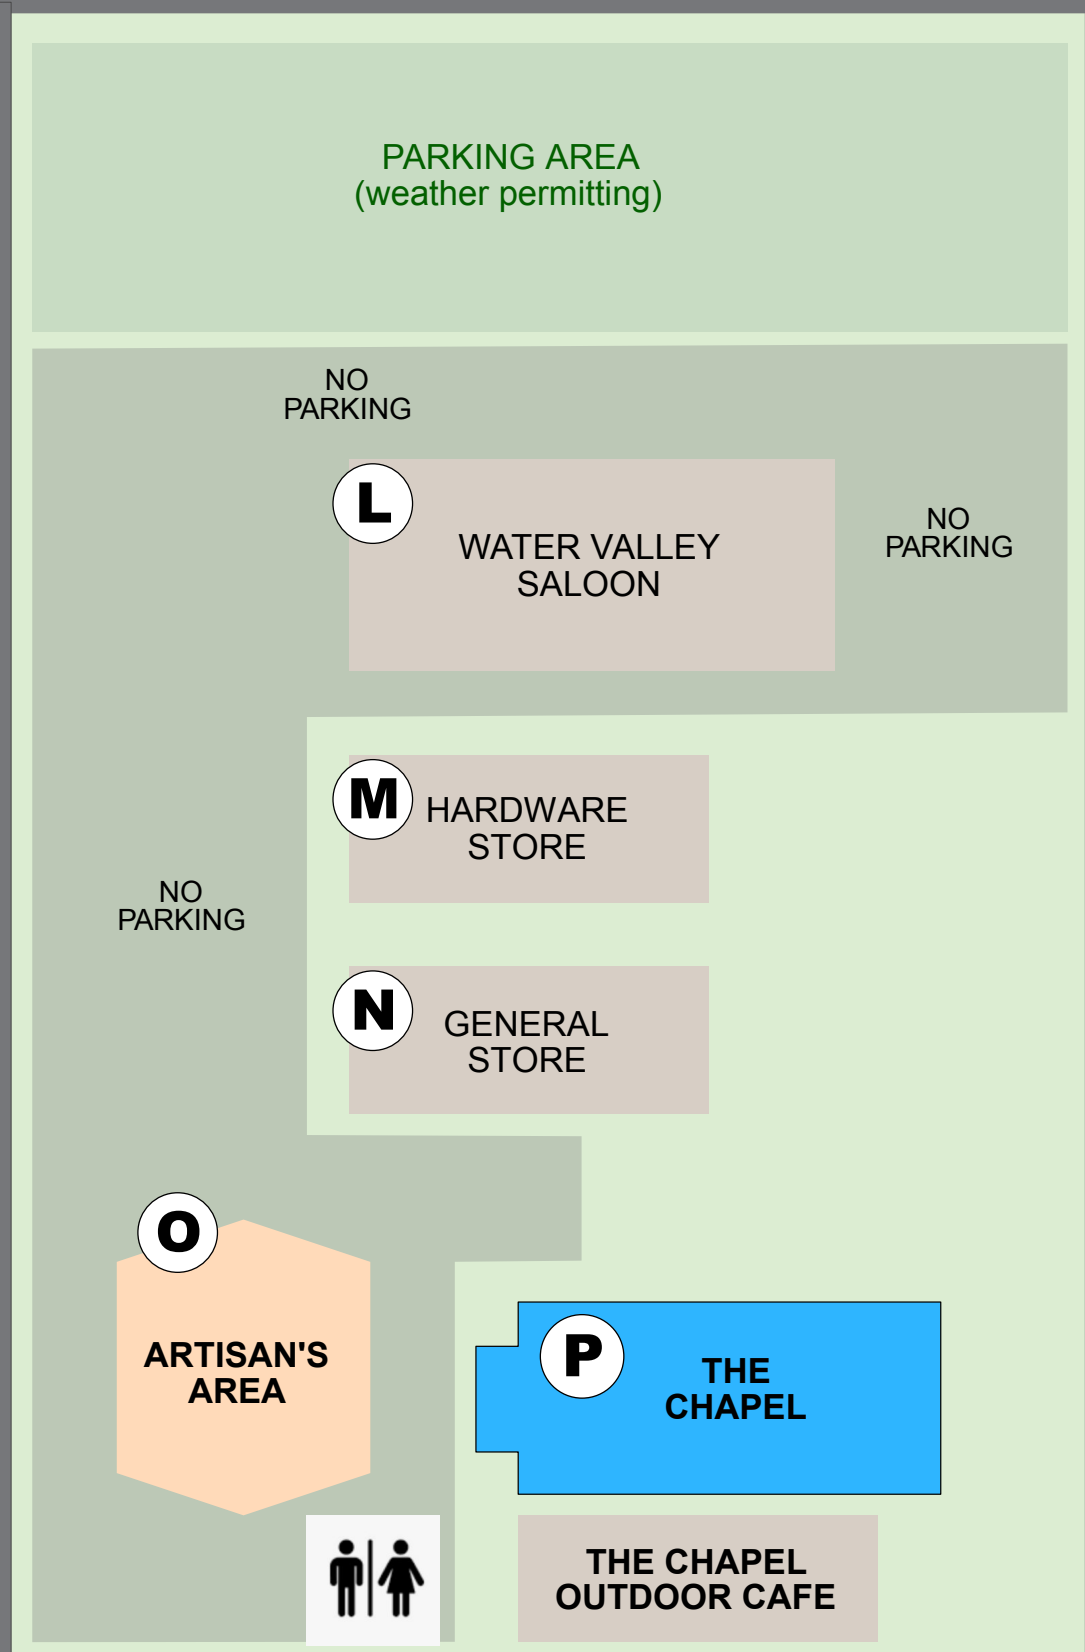 PARKING AREA
(weather permitting)
NO
PARKING
L
WATER VALLEY
SALOON
NO
PARKING
M
HARDWARE
STORE
NO
PARKING
N
GENERAL
STORE
O
ARTISAN'S
AREA
P
THE
CHAPEL
THE CHAPEL
OUTDOOR CAFE